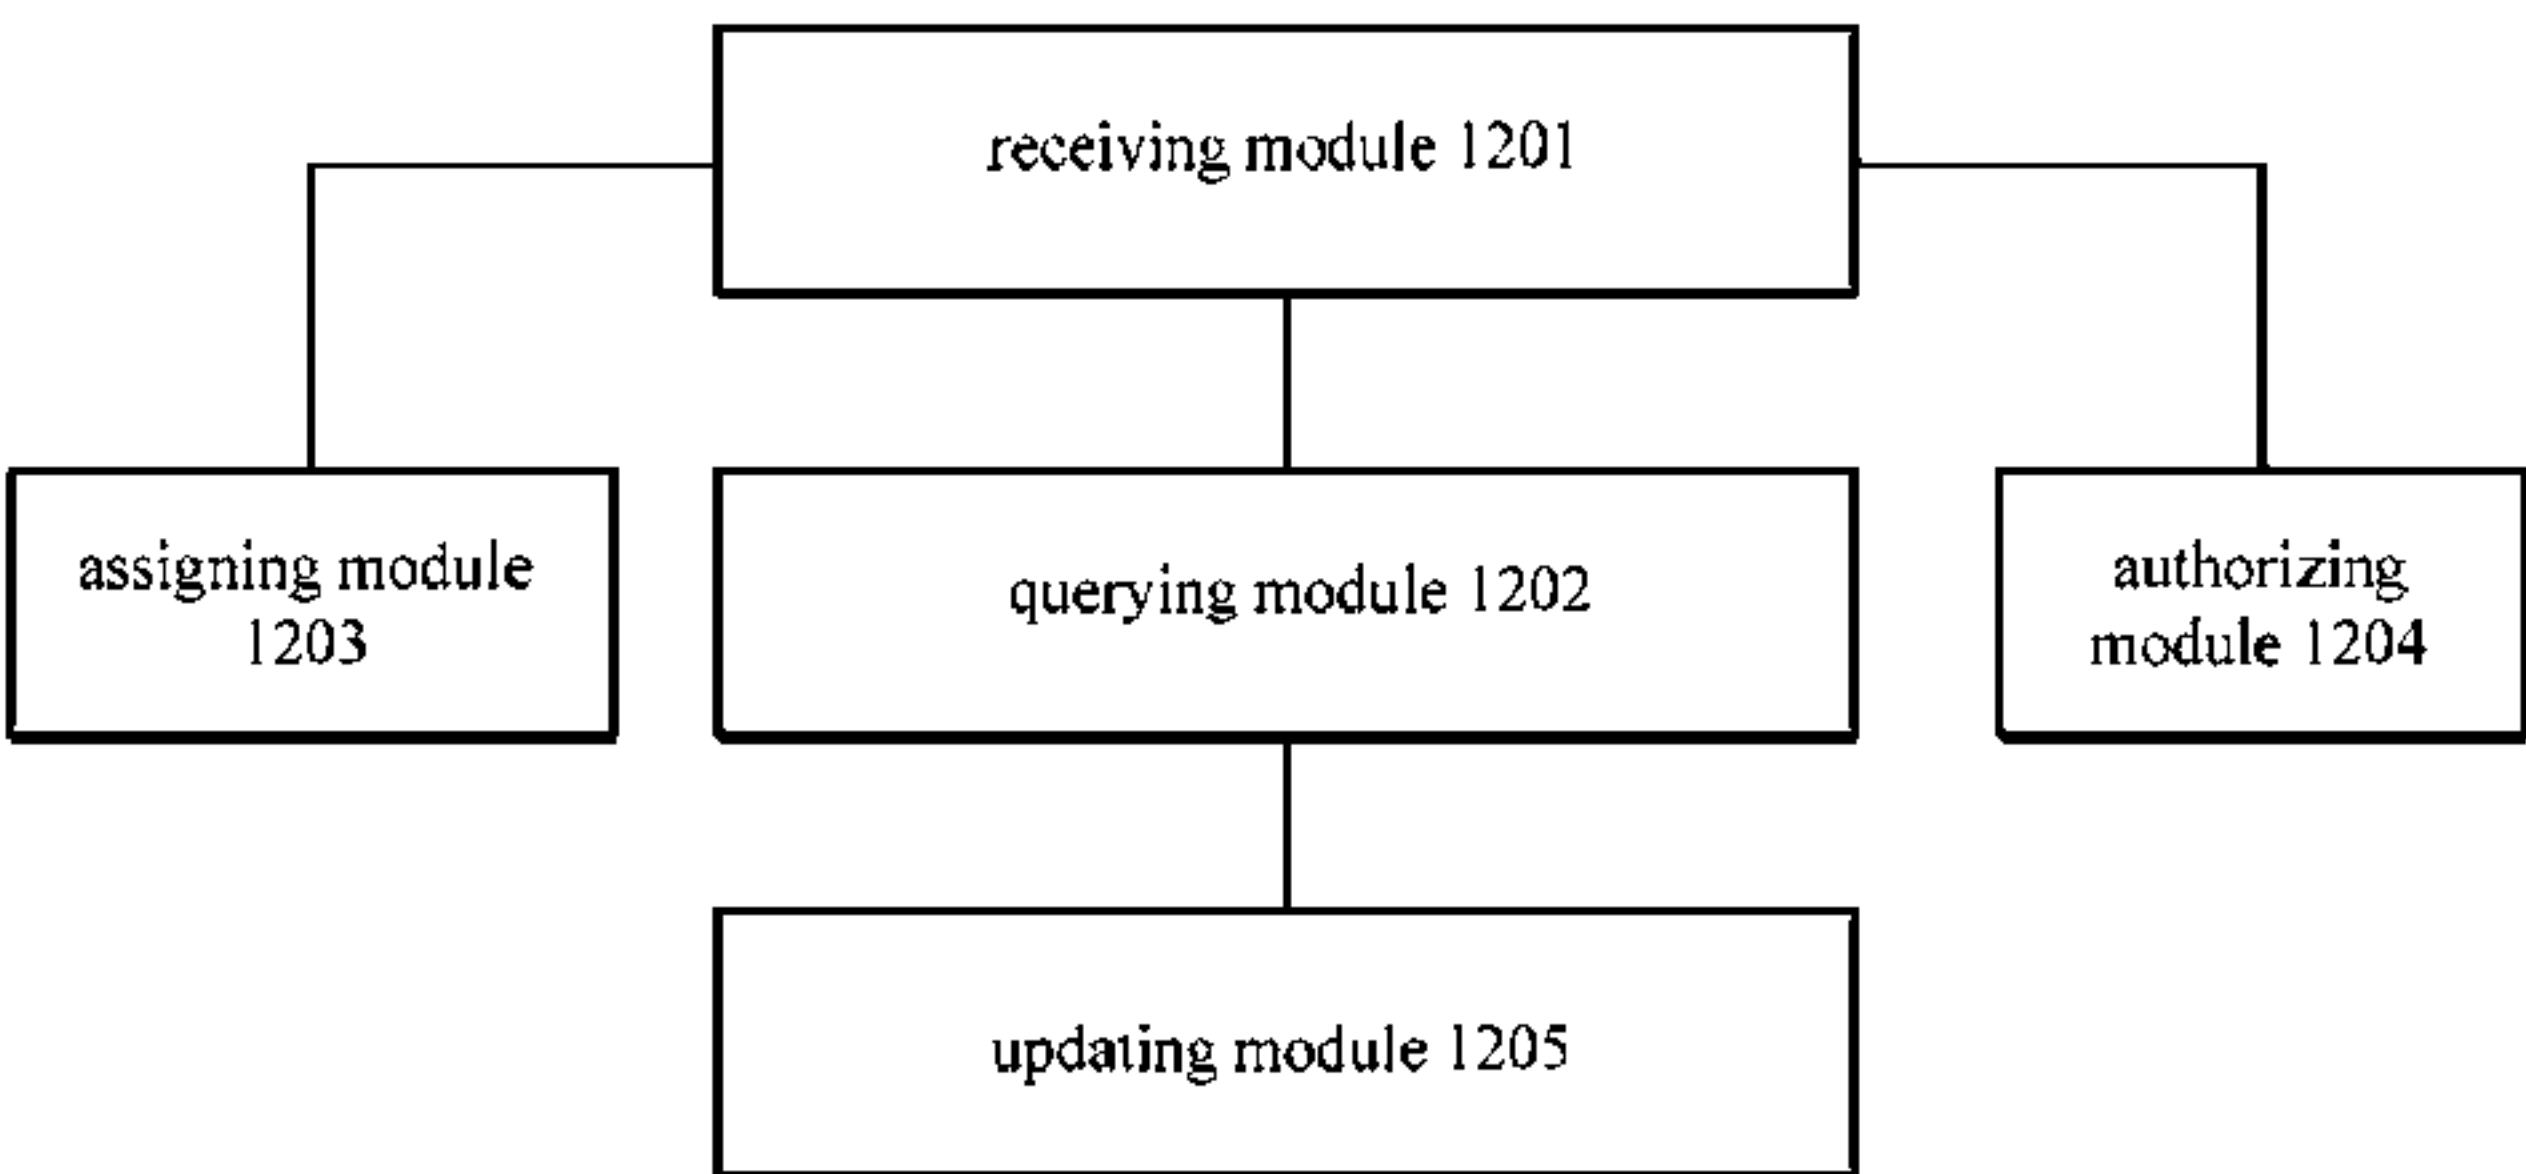 receiving module 1201
assigning module
1203
querying module 1202
authorizing
module 1204
updating module 1205